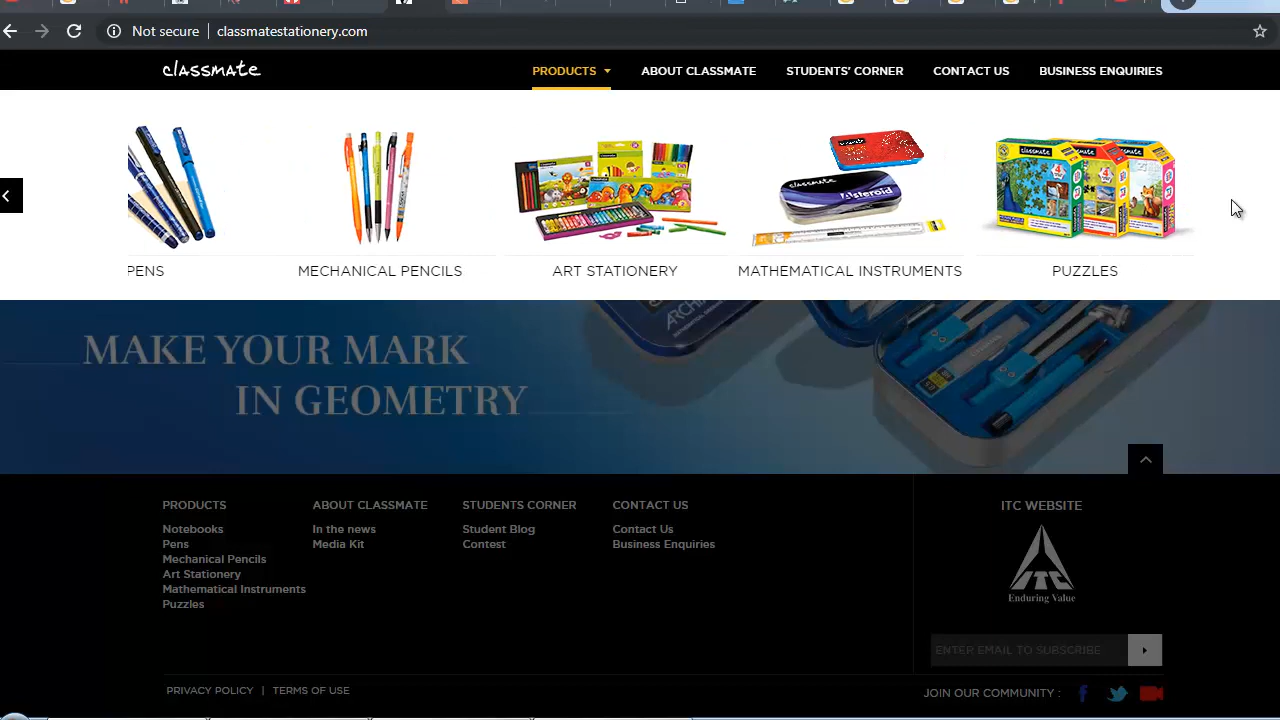 Not secure
classmatestationery.com
classmate
PRODUCTS
ABOUT CLASSMATE
STUDENTS' CORNER
CONTACT US
BUSINESS ENQUIRIES
PENS
MECHANICAL PENCILS
ART STATIONERY
MATHEMATICAL INSTRUMENTS
PUZZLES
classmate
Asteroid
classmate
MAKE YOUR MARK
IN GEOMETRY
PRODUCTS
Notebooks
Pens
Mechanical Pencils
Art Stationery
Mathematical Instruments
Puzzles
ABOUT CLASSMATE
In the news
Media Kit
STUDENTS CORNER
Student Blog
Contest
CONTACT US
Contact Us
Business Enquiries
ITC WEBSITE
ITC
Enduring Value
ENTER EMAIL TO SUBSCRIBE
PRIVACY POLICY | TERMS OF USE
JOIN OUR COMMUNITY :